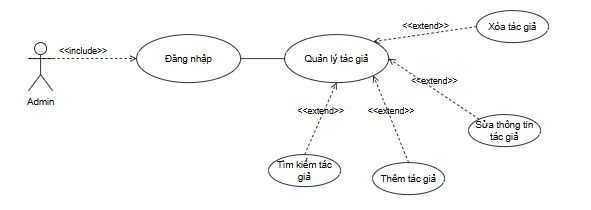 <<extend>>
Xóa tác giả
<<include>>
Đăng nhập
Quản lý tác giả
<<extend>>
Admin
<<extend>>
<<extend>>
Sửa thông tin
tác giả
Tìm kiếm tác
giả
Thêm tác giả